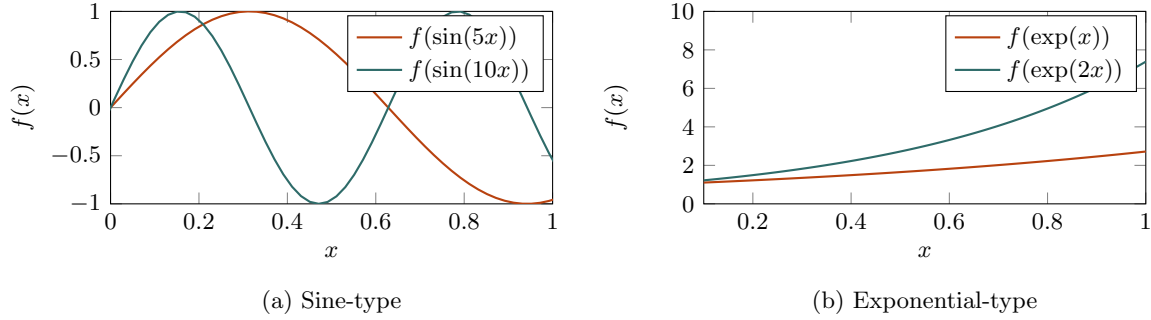 1
0.5
0
−0.5
−1
0
0.2
0.4
0.6
0.8
1
x
f(x)
f(sin(5x))
f(sin(10x))
(a) Sine-type
10
8
6
4
2
0
0.2
0.4
0.6
0.8
1
x
f(x)
f(exp(x))
f(exp(2x))
(b) Exponential-type